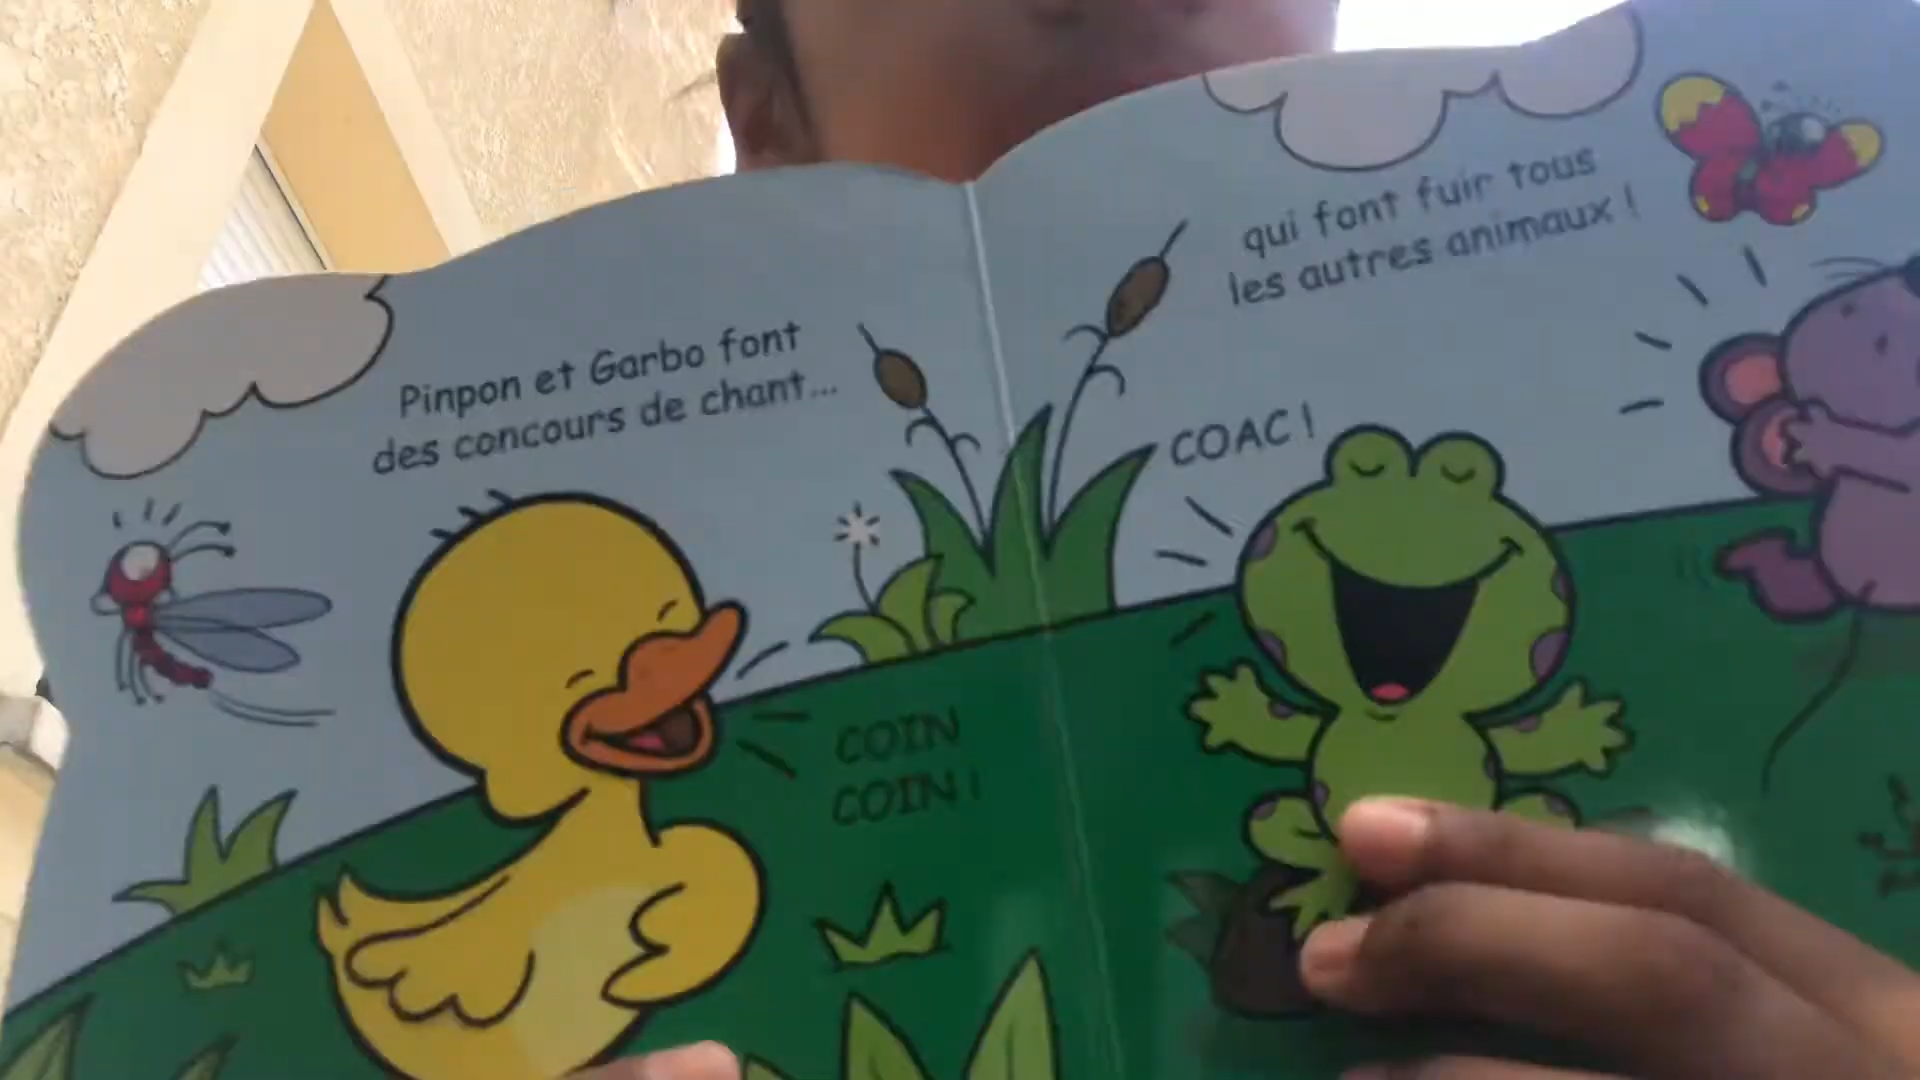 Pinpon et Garbo font
des concours de chant...
COIN
COIN !
qui font fuir tous
les autres animaux !
COAC !